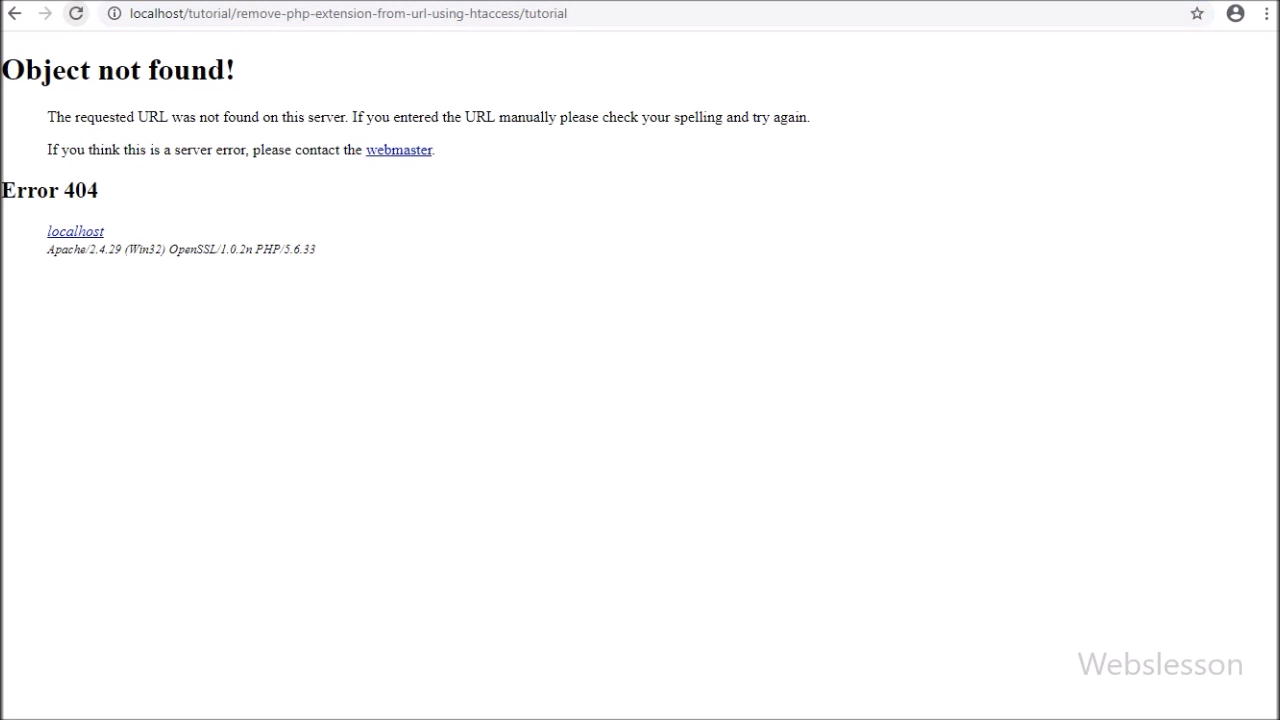 localhost/tutorial/remove-php-extension-from-url-using-htaccess/tutorial
Object not found!
The requested URL was not found on this server. If you entered the URL manually please check your spelling and try again.
If you think this is a server error, please contact the webmaster.
Error 404
localhost
Apache/2.4.29 (Win32) OpenSSL/1.0.2n PHP/5.6.33
Webslesson